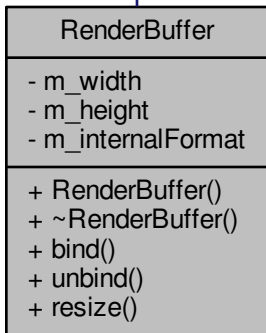 RenderBuffer
- m_width
- m_height
- m_internalFormat
+ RenderBuffer()
+ ~RenderBuffer()
+ bind()
+ unbind()
+ resize()